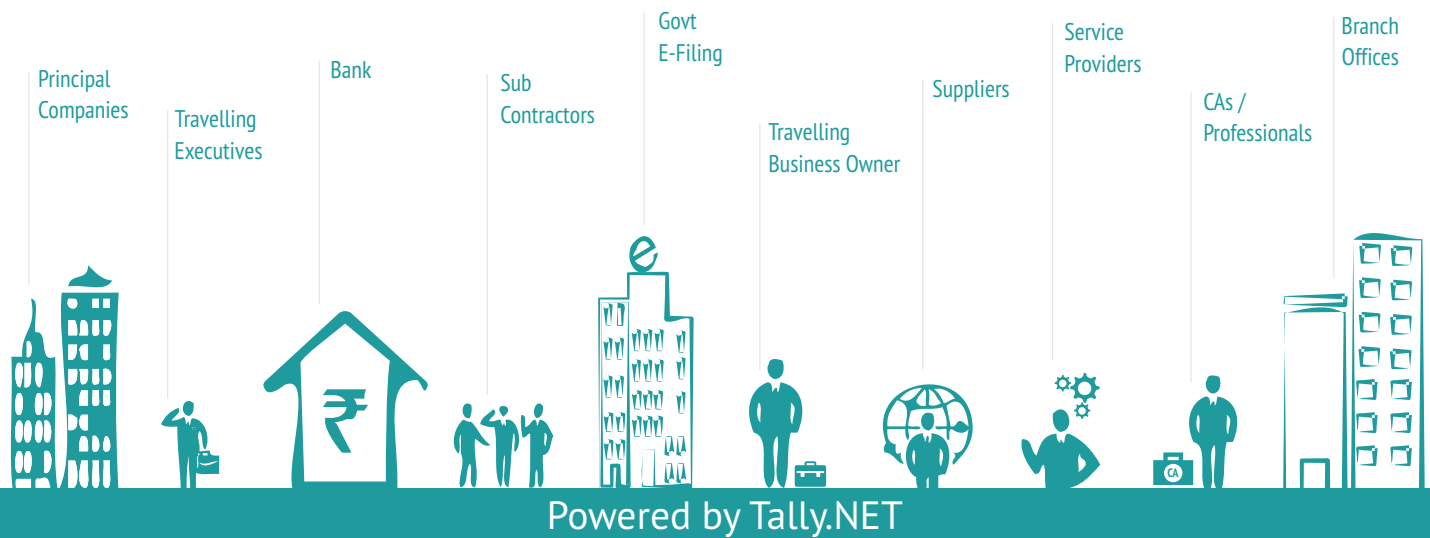 Principal
Companies
Travelling
Executives
Bank
Sub
Contractors
Govt
E-Filing
Travelling
Business Owner
Suppliers
Service
Providers
CAs /
Professionals
Branch
Offices
₹
e
CA
Powered by Tally.NET